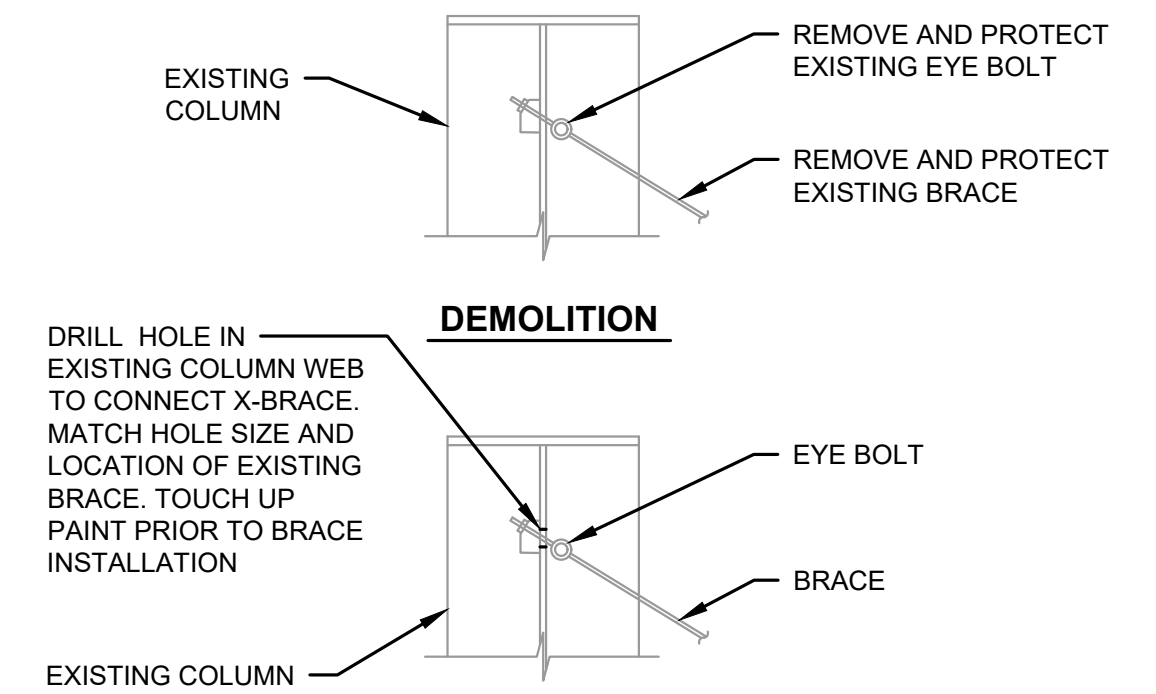 EXISTING
COLUMN
REMOVE AND PROTECT
EXISTING EYE BOLT
REMOVE AND PROTECT
EXISTING BRACE
DEMOLITION
DRILL HOLE IN
EXISTING COLUMN WEB
TO CONNECT X-BRACE.
MATCH HOLE SIZE AND
LOCATION OF EXISTING
BRACE. TOUCH UP
PAINT PRIOR TO BRACE
INSTALLATION
EYE BOLT
BRACE
EXISTING COLUMN